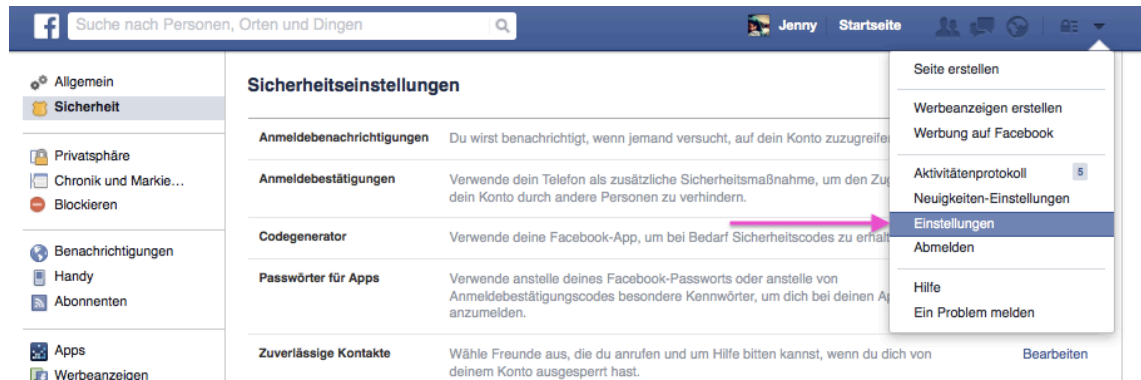 f Suche nach Personen, Orten und Dingen Jenny Startseite
Allgemein
Sicherheit
Privatsphäre
Chronik und Markie...
Blockieren
Benachrichtigungen
Handy
Abonnenten
Apps
Werbeanzeigen
Sicherheitseinstellungen
Anmeldebenachrichtigungen Du wirst benachrichtigt, wenn jemand versucht, auf dein Konto zuzugreifen
Anmeldebestätigungen Verwende dein Telefon als zusätzliche Sicherheitsmaßnahme, um den Zug
dein Konto durch andere Personen zu verhindern.
Codegenerator Verwende deine Facebook-App, um bei Bedarf Sicherheitscodes zu erhalt
Passwörter für Apps Verwende anstelle deines Facebook-Passworts oder anstelle von
Anmeldebestätigungscodes besondere Kennwörter, um dich bei deinen Ap
anzumelden.
Zuverlässige Kontakte Wähle Freunde aus, die du anrufen und um Hilfe bitten kannst, wenn du dich von Bearbeiten
deinem Konto ausgesperrt hast.
Seite erstellen
Werbeanzeigen erstellen
Werbung auf Facebook
Aktivitätenprotokoll 5
Neuigkeiten-Einstellungen
Einstellungen
Abmelden
Hilfe
Ein Problem melden